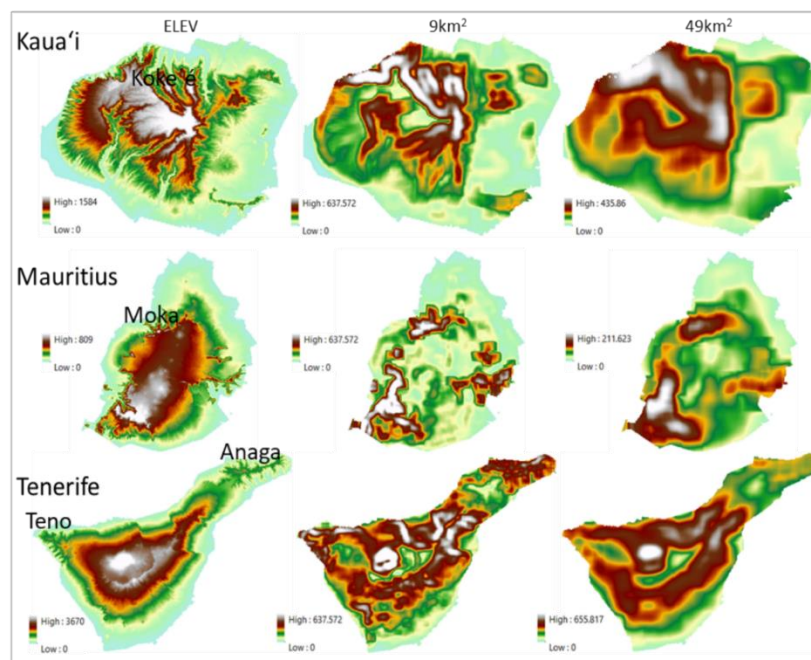 ELEV 9km² 49km²
Kauaʻi
Kokeʻe
High : 1584
Low : 0
High : 637.572
Low : 0
High : 435.86
Low : 0
Mauritius
Moka
High : 809
Low : 0
High : 637.572
Low : 0
High : 211.623
Low : 0
Anaga
Tenerife
Teno
High : 3670
Low : 0
High : 637.572
Low : 0
High : 655.817
Low : 0